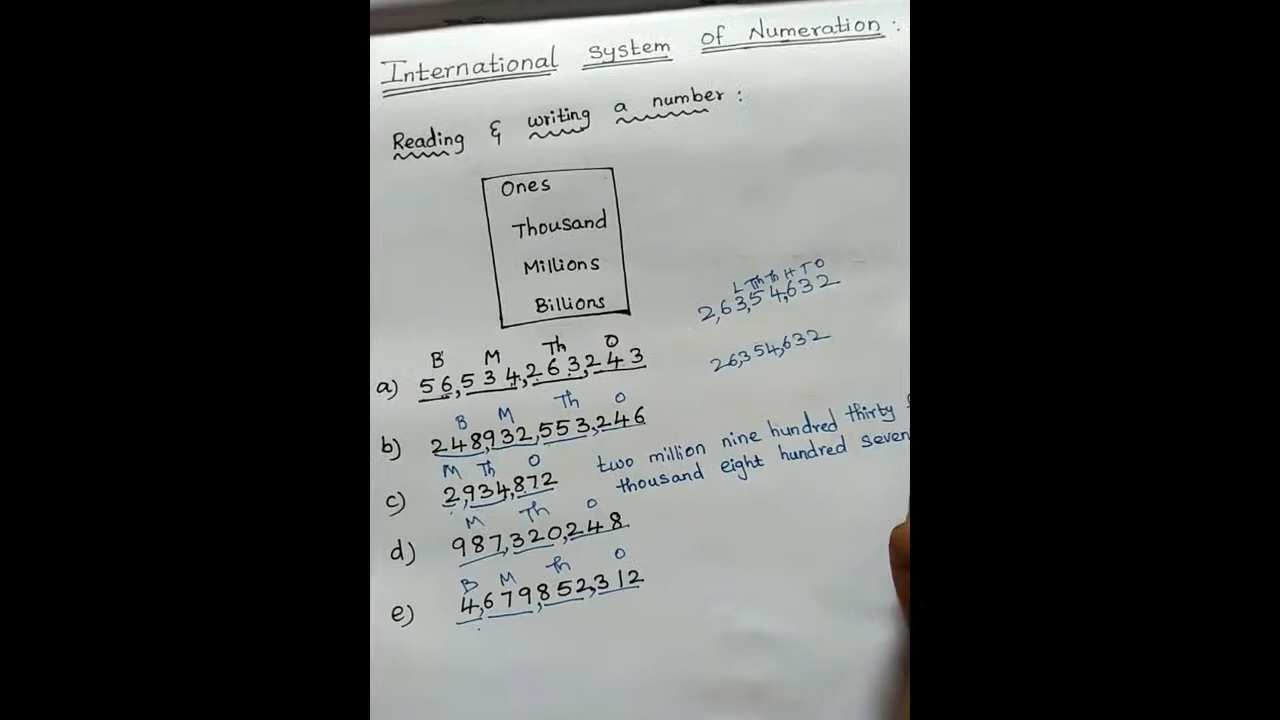 International System of Numeration :
Reading & writing a number :
Ones
Thousand
Millions
Billions
L TTh Th H T O
2,63,54,632
26,354,632
B M Th O
a) 56,534,263,243
B M Th O
b) 248,932,553,246
M Th O
c) 2,934,872 two million nine hundred thirty
thousand eight hundred seven
M Th O
d) 987,320,248
B M Th O
e) 4,679,852,312